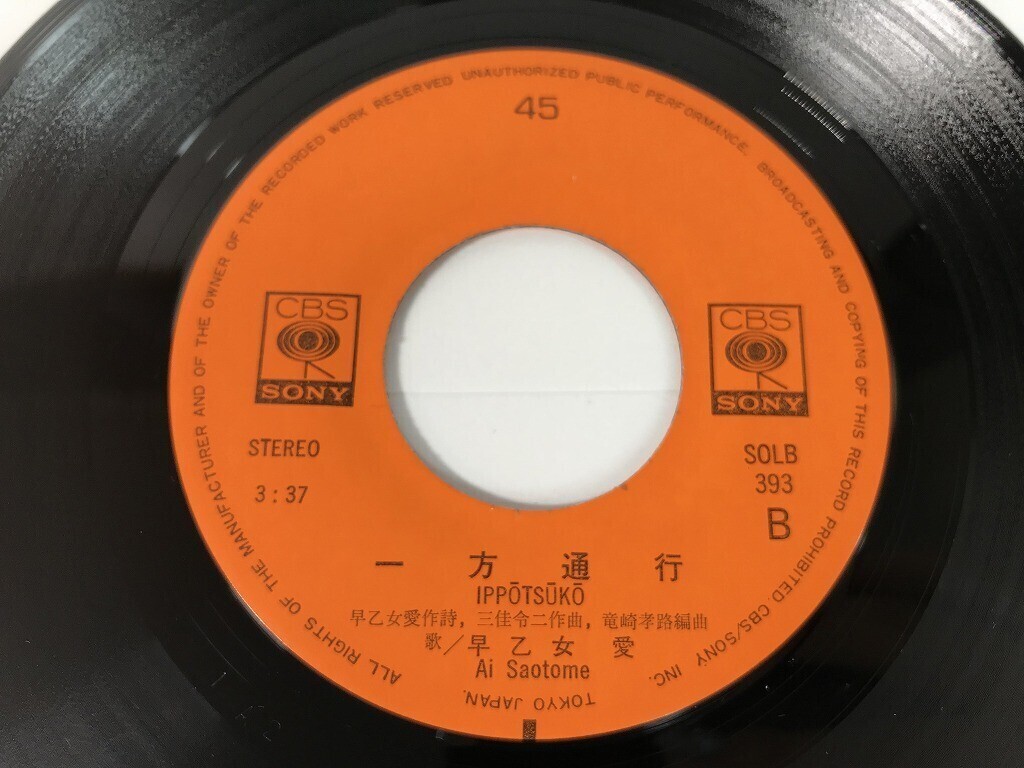 ALL RIGHTS OF THE MANUFACTURER AND OF THE OWNER OF THE RECORDED WORK RESERVED UNAUTHORIZED PUBLIC PERFORMANCE, BROADCASTING AND COPYING OF THIS RECORD PROHIBITED. CBS/SONY INC.
TOKYO JAPAN.
45
CBS
SONY
CBS
SONY
STEREO
3:37
SOLB
393
B
一方通行
IPPŌTSŪKŌ
早乙女愛作詩, 三佳令二作曲, 竜崎孝路編曲
歌/早乙女 愛
Ai Saotome